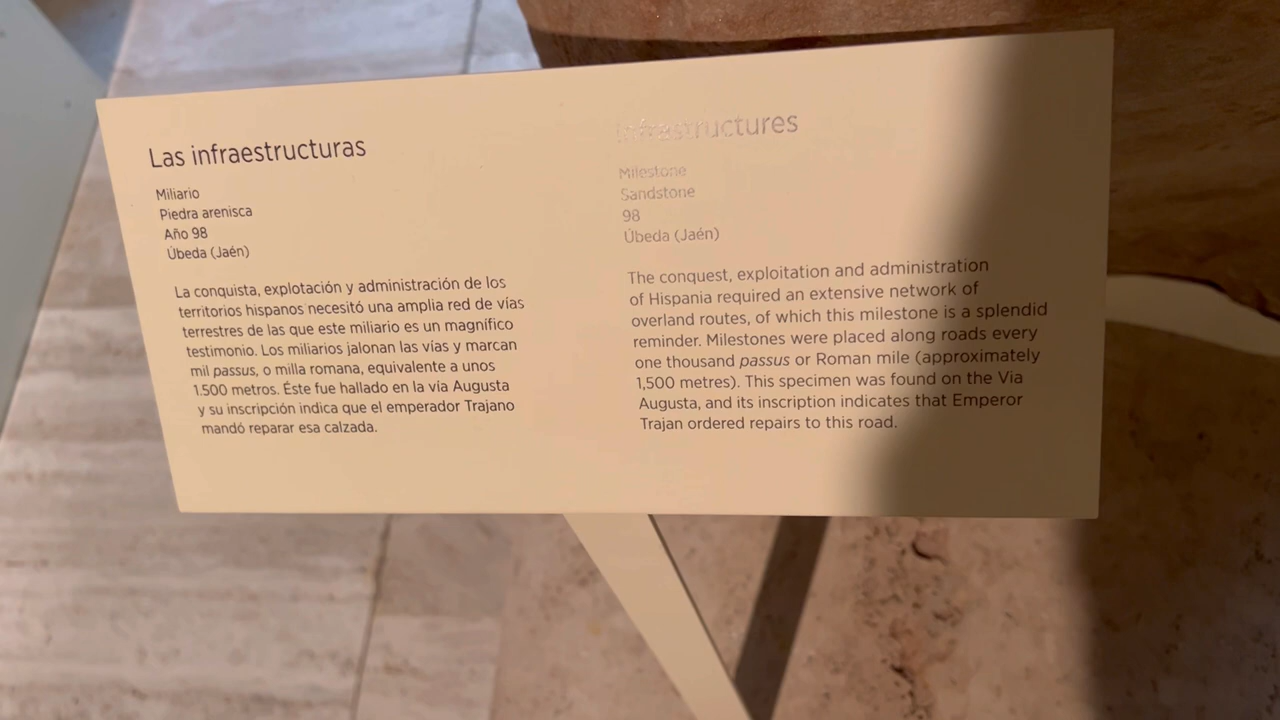 Las infraestructuras
Miliario
Piedra arenisca
Año 98
Úbeda (Jaén)
La conquista, explotación y administración de los
territorios hispanos necesitó una amplia red de vías
terrestres de las que este miliario es un magnífico
testimonio. Los miliarios jalonan las vías y marcan
mil passus, o milla romana, equivalente a unos
1.500 metros. Éste fue hallado en la vía Augusta
y su inscripción indica que el emperador Trajano
mandó reparar esa calzada.
Infrastructures
Milestone
Sandstone
98
Úbeda (Jaén)
The conquest, exploitation and administration
of Hispania required an extensive network of
overland routes, of which this milestone is a splendid
reminder. Milestones were placed along roads every
one thousand passus or Roman mile (approximately
1,500 metres). This specimen was found on the Via
Augusta, and its inscription indicates that Emperor
Trajan ordered repairs to this road.